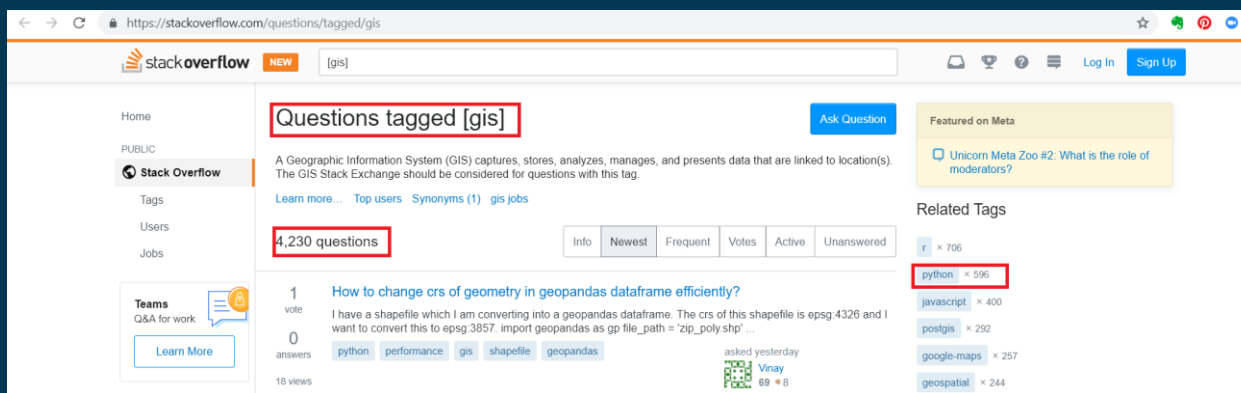 https://stackoverflow.com/questions/tagged/gis
stackoverflow NEW [gis] Log In Sign Up
Home
PUBLIC
Stack Overflow
Tags
Users
Jobs
Teams
Q&A for work
Learn More
Questions tagged [gis]
Ask Question
A Geographic Information System (GIS) captures, stores, analyzes, manages, and presents data that are linked to location(s).
The GIS Stack Exchange should be considered for questions with this tag.
Learn more... Top users Synonyms (1) gis jobs
4,230 questions
Info Newest Frequent Votes Active Unanswered
1
vote
0
answers
18 views
How to change crs of geometry in geopandas dataframe efficiently?
I have a shapefile which I am converting into a geopandas dataframe. The crs of this shapefile is epsg:4326 and I
want to convert this to epsg:3857. import geopandas as gp file_path = 'zip_poly.shp' ...
python performance gis shapefile geopandas
asked yesterday
Vinay
69 8
Featured on Meta
Unicorn Meta Zoo #2: What is the role of
moderators?
Related Tags
r × 706
python × 596
javascript × 400
postgis × 292
google-maps × 257
geospatial × 244